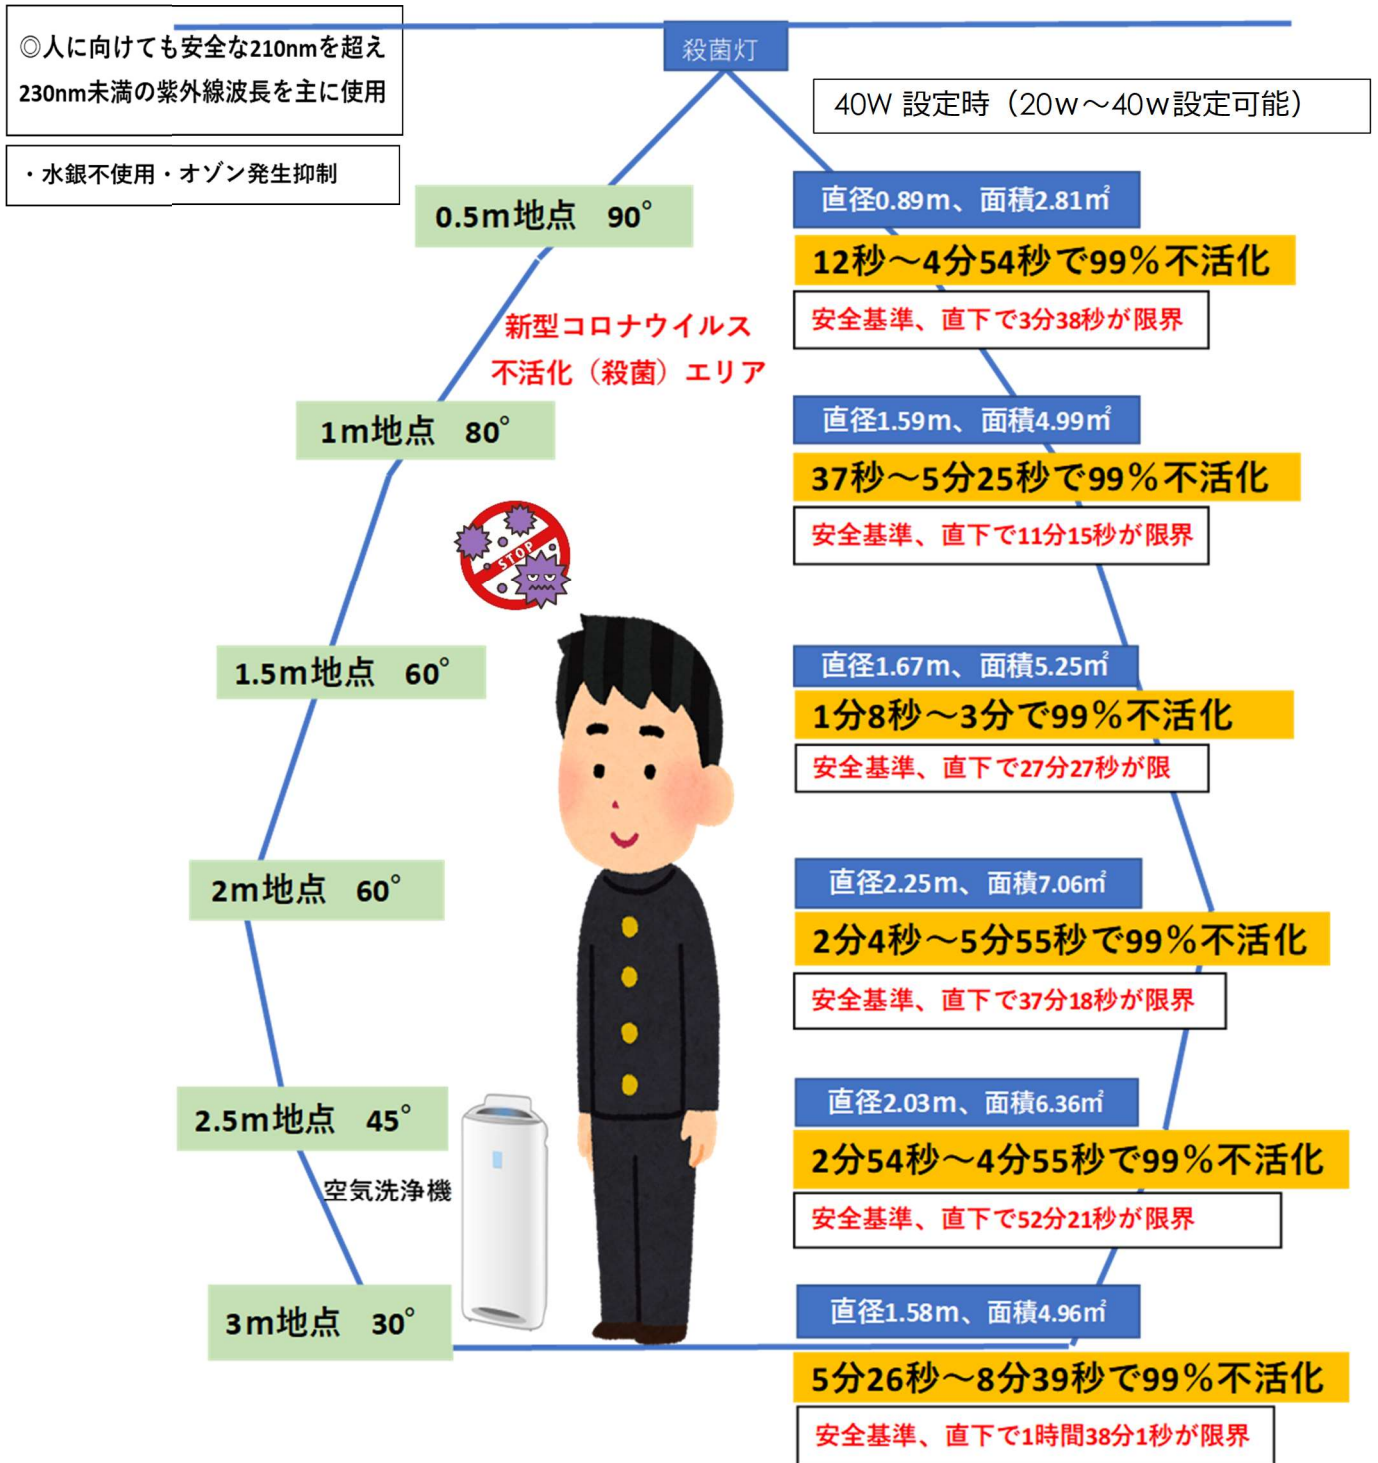 ◎人に向けても安全な210nmを超え
230nm未満の紫外線波長を主に使用
・水銀不使用・オゾン発生抑制
殺菌灯
40W 設定時（20w～40w設定可能）
0.5m地点　90°
直径0.89m、面積2.81㎡
12秒～4分54秒で99％不活化
安全基準、直下で3分38秒が限界
新型コロナウイルス
不活化（殺菌）エリア
1m地点　80°
直径1.59m、面積4.99㎡
37秒～5分25秒で99％不活化
安全基準、直下で11分15秒が限界
STOP
1.5m地点　60°
直径1.67m、面積5.25㎡
1分8秒～3分で99％不活化
安全基準、直下で27分27秒が限
2m地点　60°
直径2.25m、面積7.06㎡
2分4秒～5分55秒で99％不活化
安全基準、直下で37分18秒が限界
2.5m地点　45°
直径2.03m、面積6.36㎡
2分54秒～4分55秒で99％不活化
安全基準、直下で52分21秒が限界
空気洗浄機
3m地点　30°
直径1.58m、面積4.96㎡
5分26秒～8分39秒で99％不活化
安全基準、直下で1時間38分1秒が限界